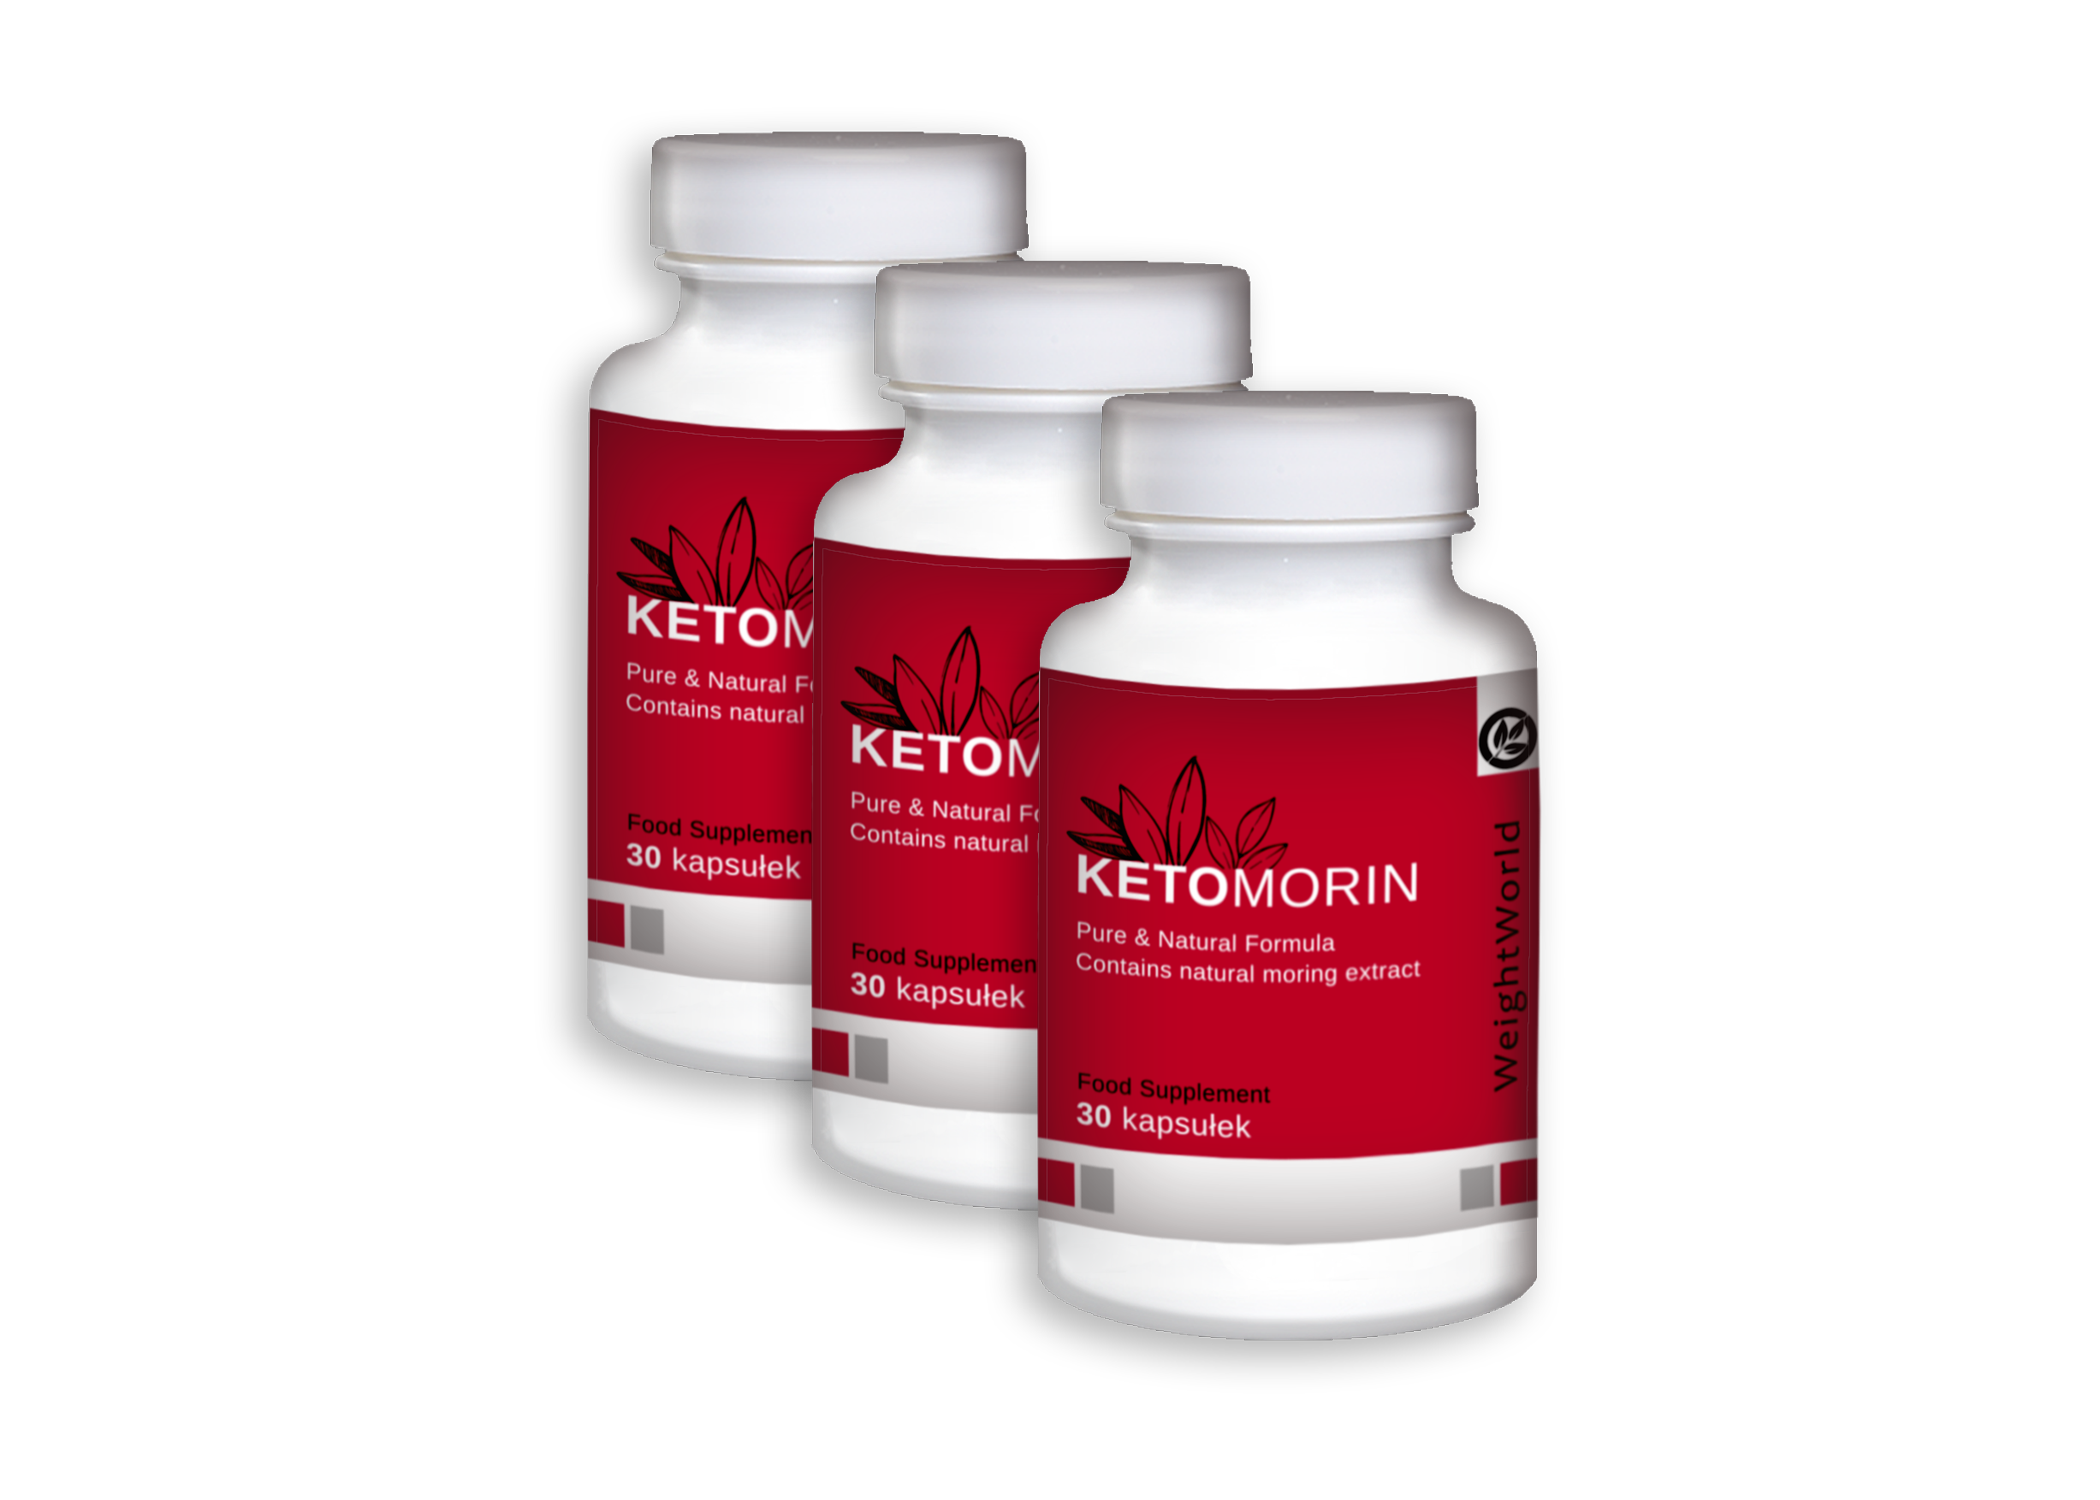 KETOM
Pure & Natural Fo
Contains natural
Food Supplemen
30 kapsułek
KETOM
Pure & Natural Fo
Contains natural
Food Supplemen
30 kapsułek
KETOMORIN
Pure & Natural Formula
Contains natural moring extract
Food Supplement
30 kapsułek
WeightWorld